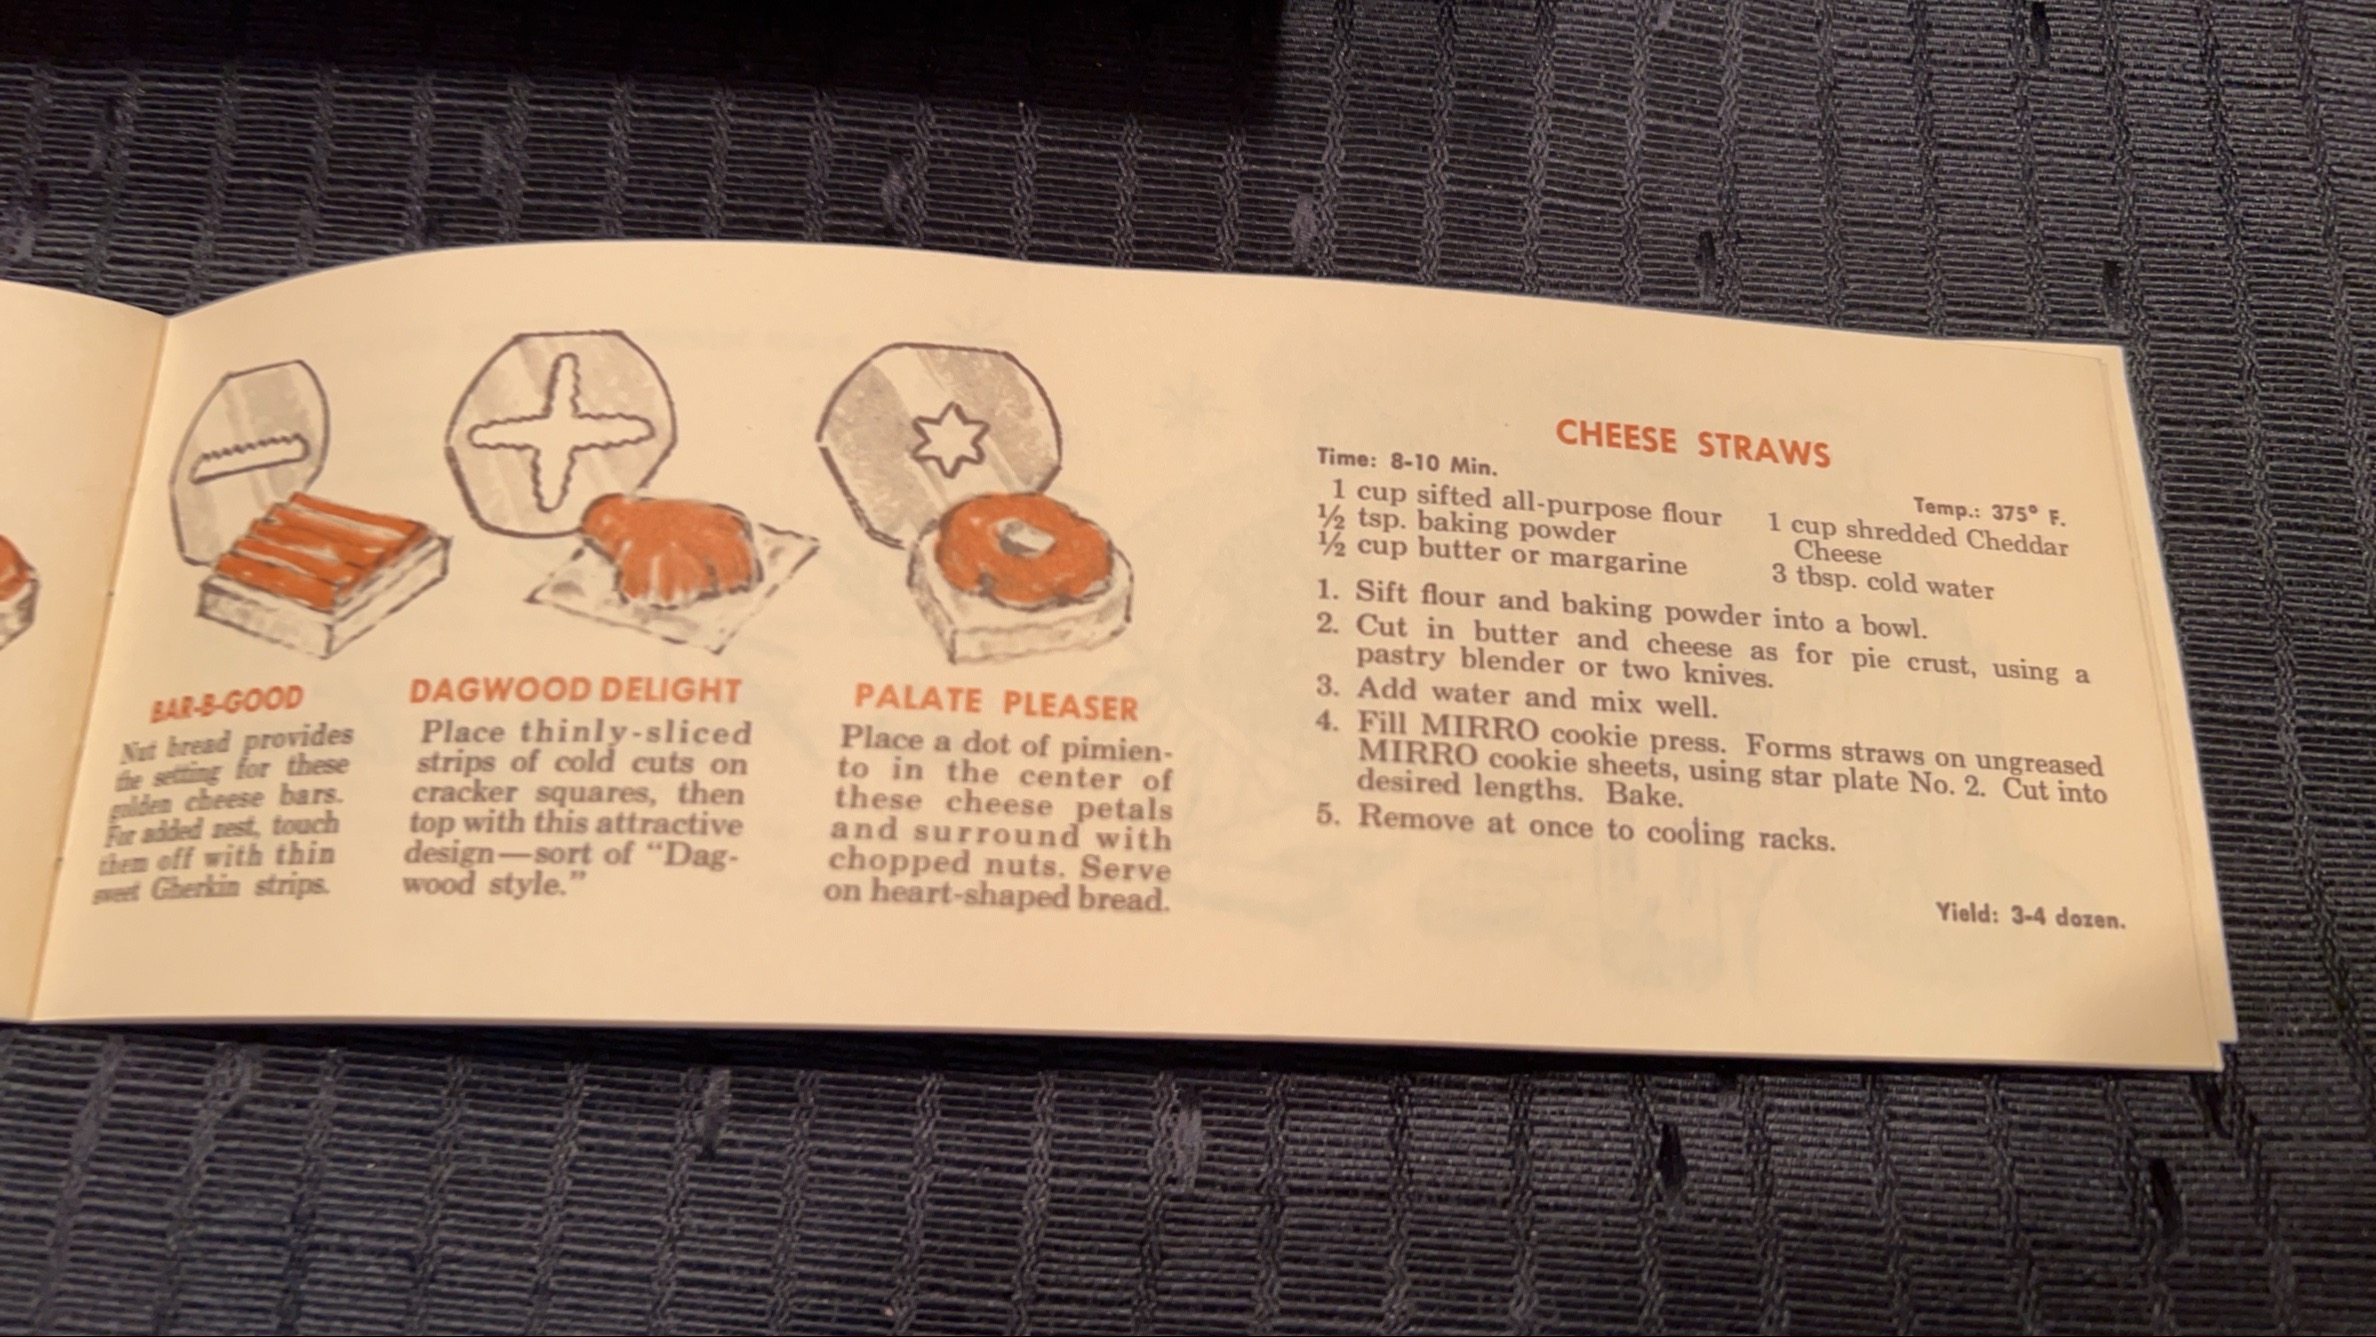 BAR-B-GOOD
Nut bread provides
the setting for these
golden cheese bars.
For added zest, touch
them off with thin
sweet Gherkin strips.
DAGWOOD DELIGHT
Place thinly-sliced
strips of cold cuts on
cracker squares, then
top with this attractive
design—sort of “Dag-
wood style.”
PALATE PLEASER
Place a dot of pimien-
to in the center of
these cheese petals
and surround with
chopped nuts. Serve
on heart-shaped bread.
CHEESE STRAWS
Time: 8-10 Min.
Temp.: 375° F.
1 cup sifted all-purpose flour
½ tsp. baking powder
½ cup butter or margarine
1 cup shredded Cheddar
Cheese
3 tbsp. cold water
1. Sift flour and baking powder into a bowl.
2. Cut in butter and cheese as for pie crust, using a
pastry blender or two knives.
3. Add water and mix well.
4. Fill MIRRO cookie press. Forms straws on ungreased
MIRRO cookie sheets, using star plate No. 2. Cut into
desired lengths. Bake.
5. Remove at once to cooling racks.
Yield: 3-4 dozen.